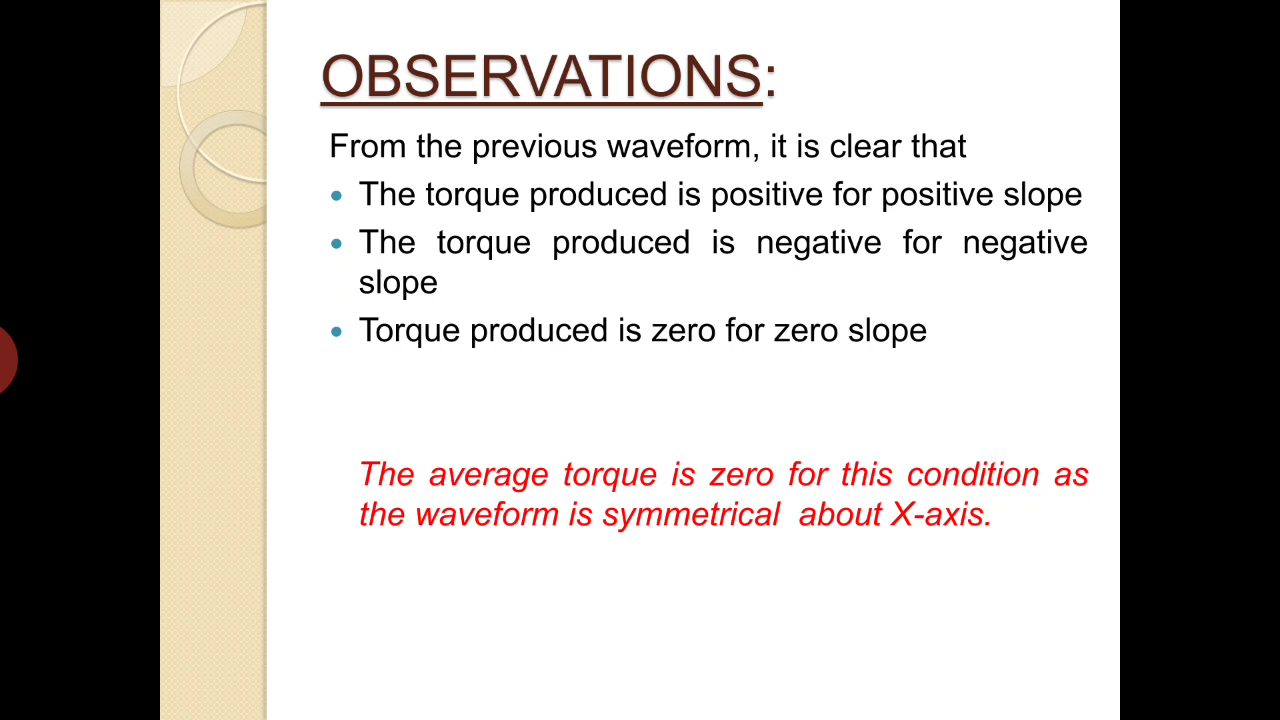 OBSERVATIONS:
From the previous waveform, it is clear that
• The torque produced is positive for positive slope
• The torque produced is negative for negative
slope
• Torque produced is zero for zero slope
The average torque is zero for this condition as
the waveform is symmetrical about X-axis.